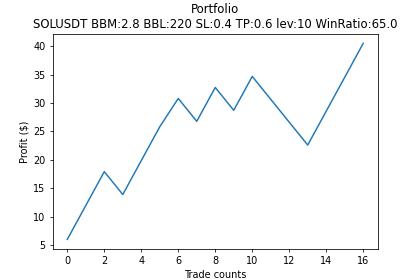 Portfolio
SOLUSDT BBM:2.8 BBL:220 SL:0.4 TP:0.6 lev:10 WinRatio:65.0
40
35
30
25
20
15
10
5
Profit ($)
0 2 4 6 8 10 12 14 16
Trade counts